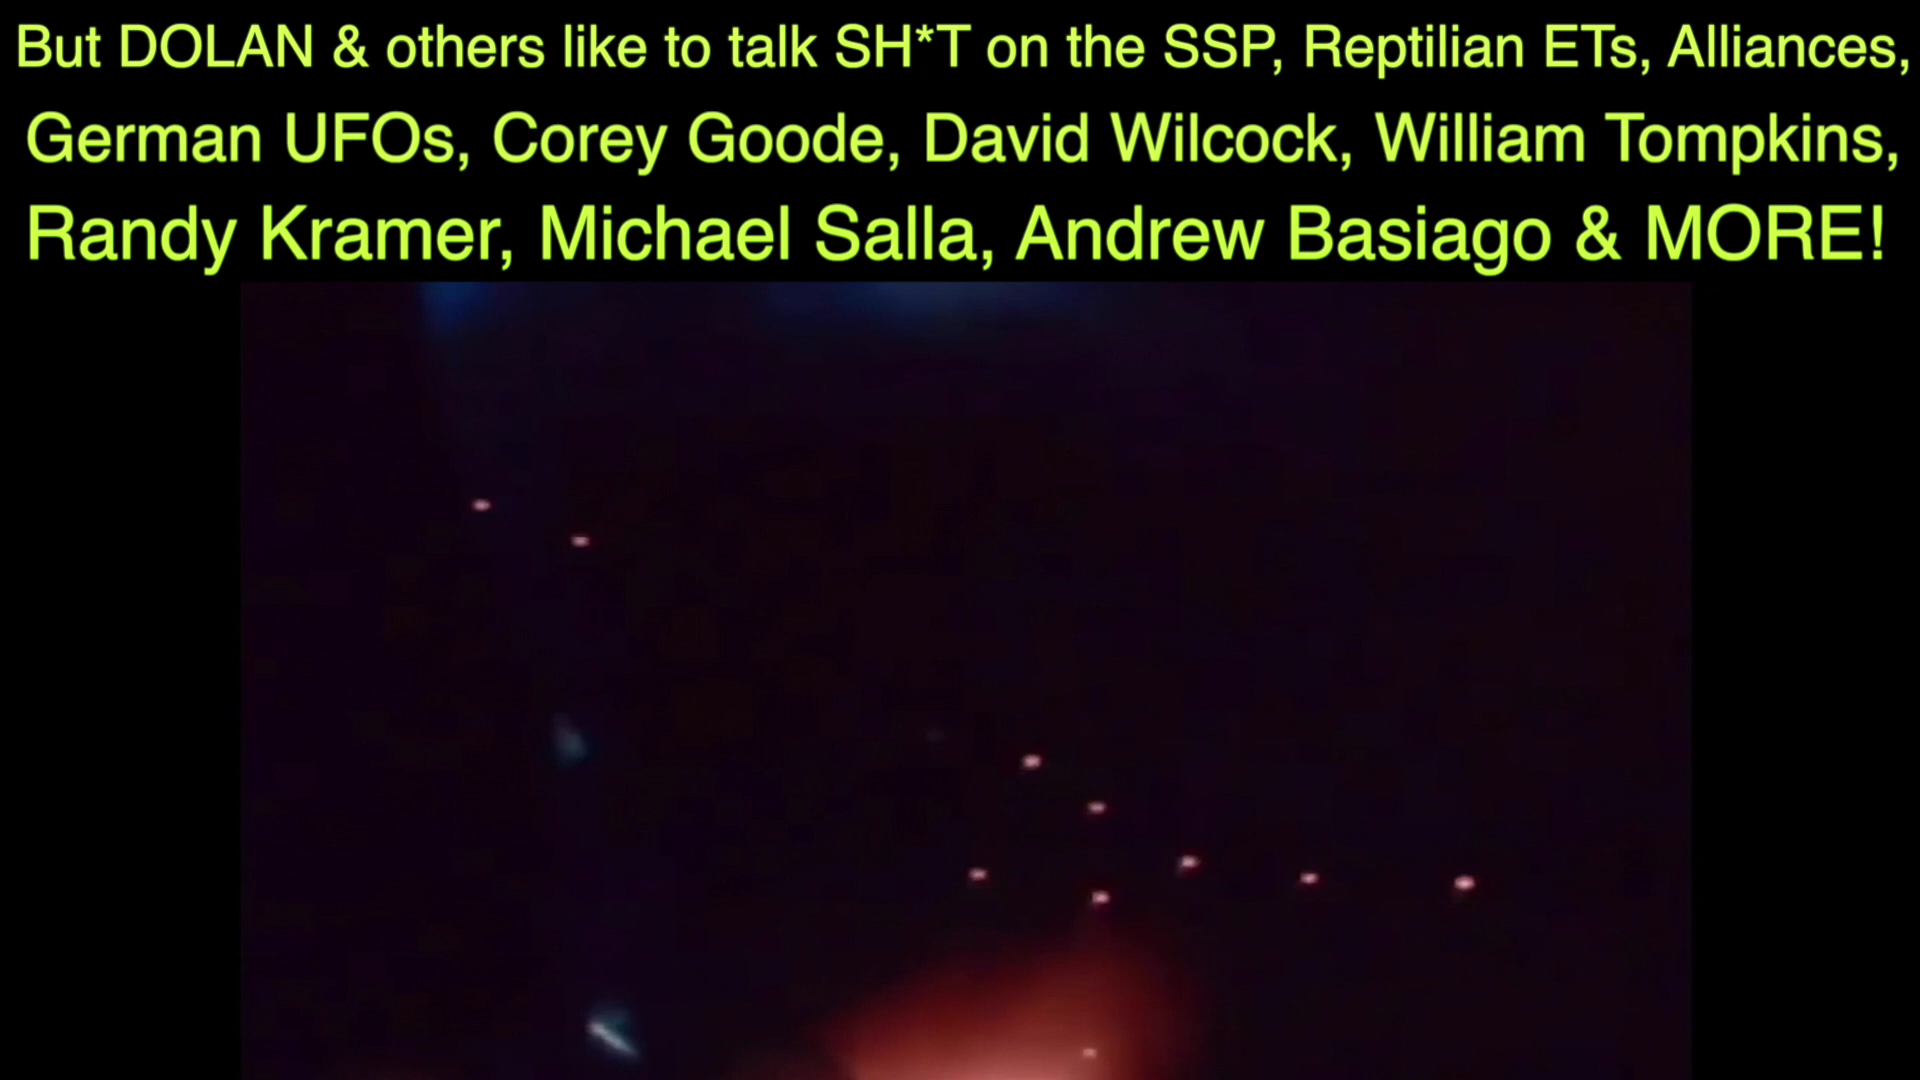 But DOLAN & others like to talk SH*T on the SSP, Reptilian ETs, Alliances,
German UFOs, Corey Goode, David Wilcock, William Tompkins,
Randy Kramer, Michael Salla, Andrew Basiago & MORE!